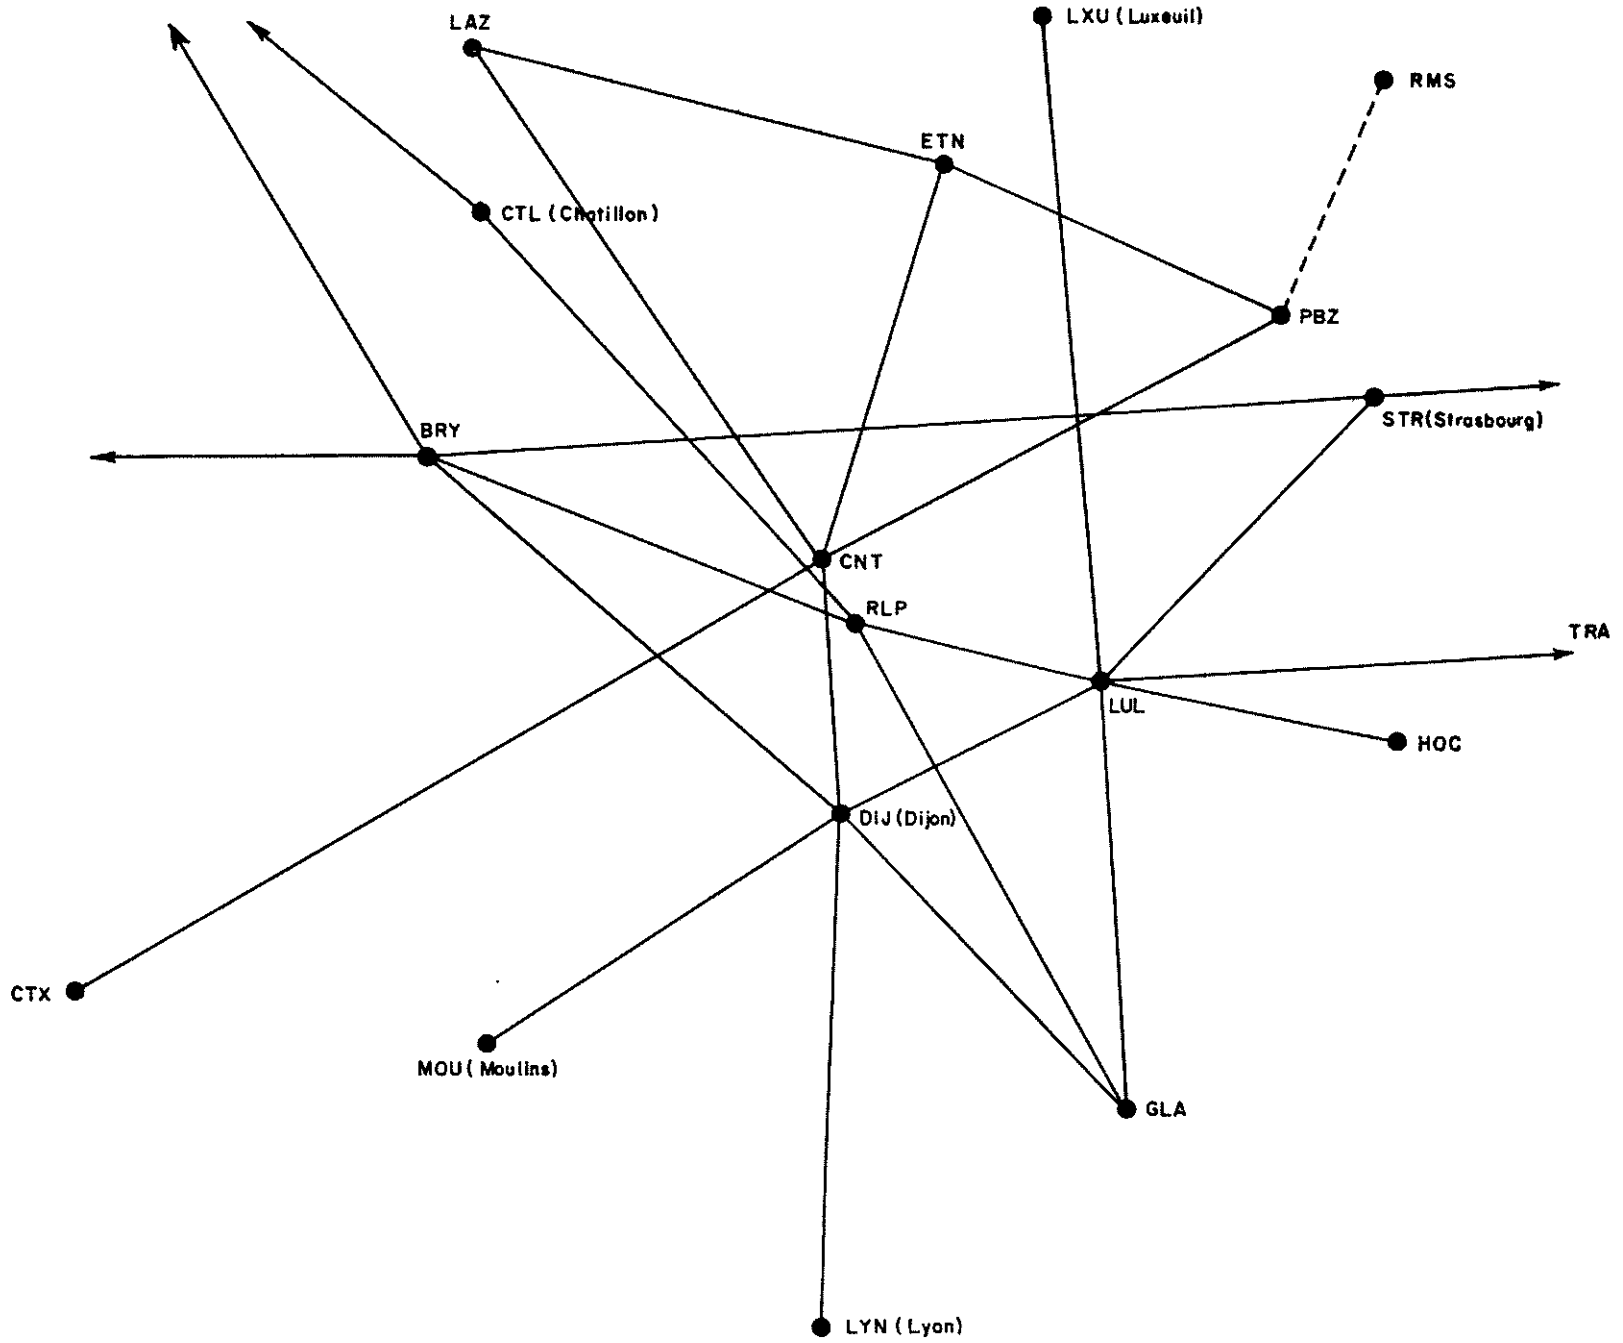 LXU (Luxeuil)
LAZ
RMS
ETN
CTL (Chatillon)
PBZ
STR(Strasbourg)
BRY
CNT
RLP
TRA
LUL
HOC
DIJ (Dijon)
CTX
MOU (Moulins)
GLA
LYN (Lyon)